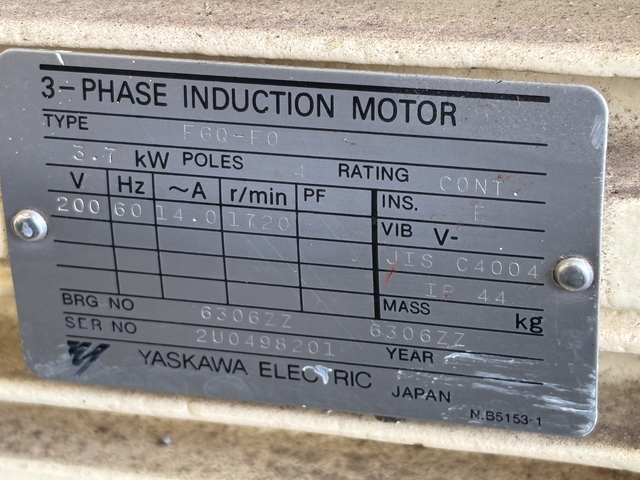 3-PHASE INDUCTION MOTOR
TYPE FGQ-FO
3.7 kW POLES 4 RATING CONT.
V Hz ~A r/min PF INS. E
200 60 14.0 1720
VIB V-
JIS C4004
IP 44
MASS kg
BRG NO 6306ZZ 6306ZZ
SER NO 2U0498201 YEAR
YASKAWA ELECTRIC JAPAN
N.B5153-1